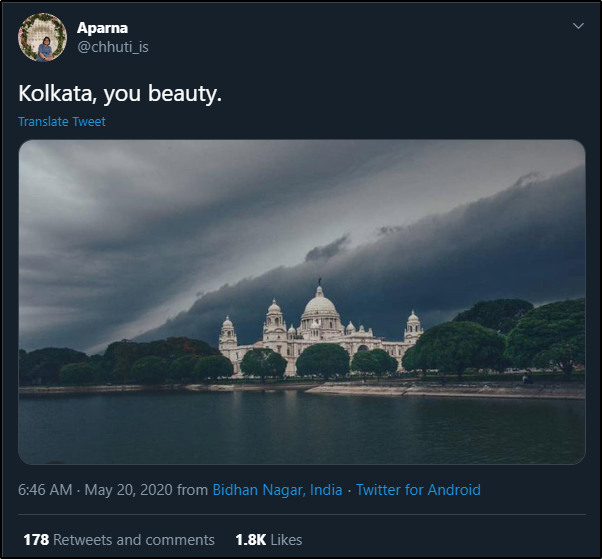 Aparna
@chhuti_is
Kolkata, you beauty.
Translate Tweet
6:46 AM · May 20, 2020 from Bidhan Nagar, India · Twitter for Android
178 Retweets and comments 1.8K Likes